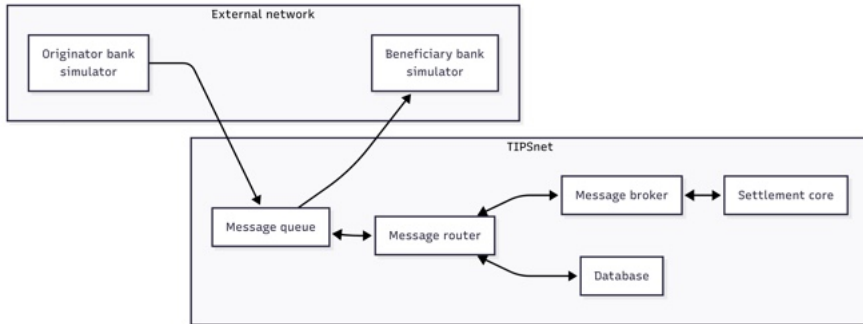 External network
Originator bank
simulator
Beneficiary bank
simulator
TIPSnet
Message queue
Message router
Message broker
Settlement core
Database